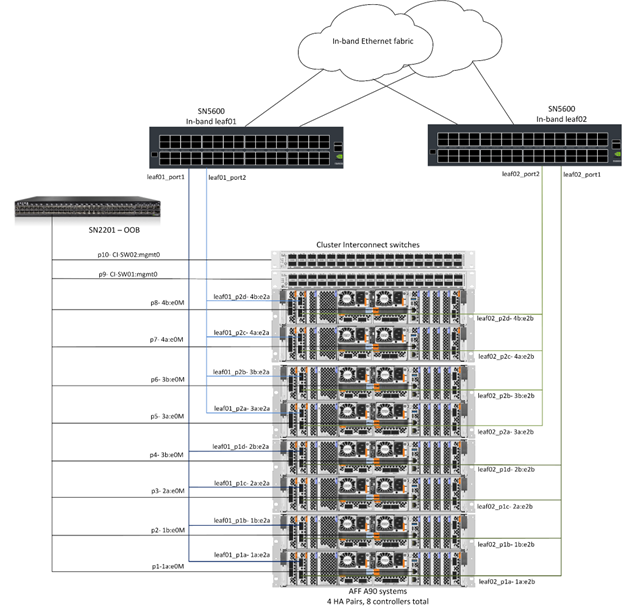 In-band Ethernet fabric
SN5600
In-band leaf01
SN5600
In-band leaf02
leaf01_port1
leaf01_port2
leaf02_port2
leaf02_port1
SN2201 – OOB
Cluster Interconnect switches
p10- CI-SW02:mgmt0
p9- CI-SW01:mgmt0
leaf01_p2d- 4b:e2a
p8- 4b:e0M
leaf02_p2d- 4b:e2b
leaf01_p2c- 4a:e2a
p7- 4a:e0M
leaf02_p2c- 4a:e2b
leaf01_p2b- 3b:e2a
p6- 3b:e0M
leaf02_p2b- 3b:e2b
leaf01_p2a- 3a:e2a
p5- 3a:e0M
leaf02_p2a- 3a:e2b
leaf01_p1d- 2b:e2a
p4- 3b:e0M
leaf02_p1d- 2b:e2b
leaf01_p1c- 2a:e2a
p3- 2a:e0M
leaf02_p1c- 2a:e2b
leaf01_p1b- 1b:e2a
p2- 1b:e0M
leaf02_p1b- 1b:e2b
leaf01_p1a- 1a:e2a
p1-1a:e0M
leaf02_p1a- 1a:e2b
AFF A90 systems
4 HA Pairs, 8 controllers total